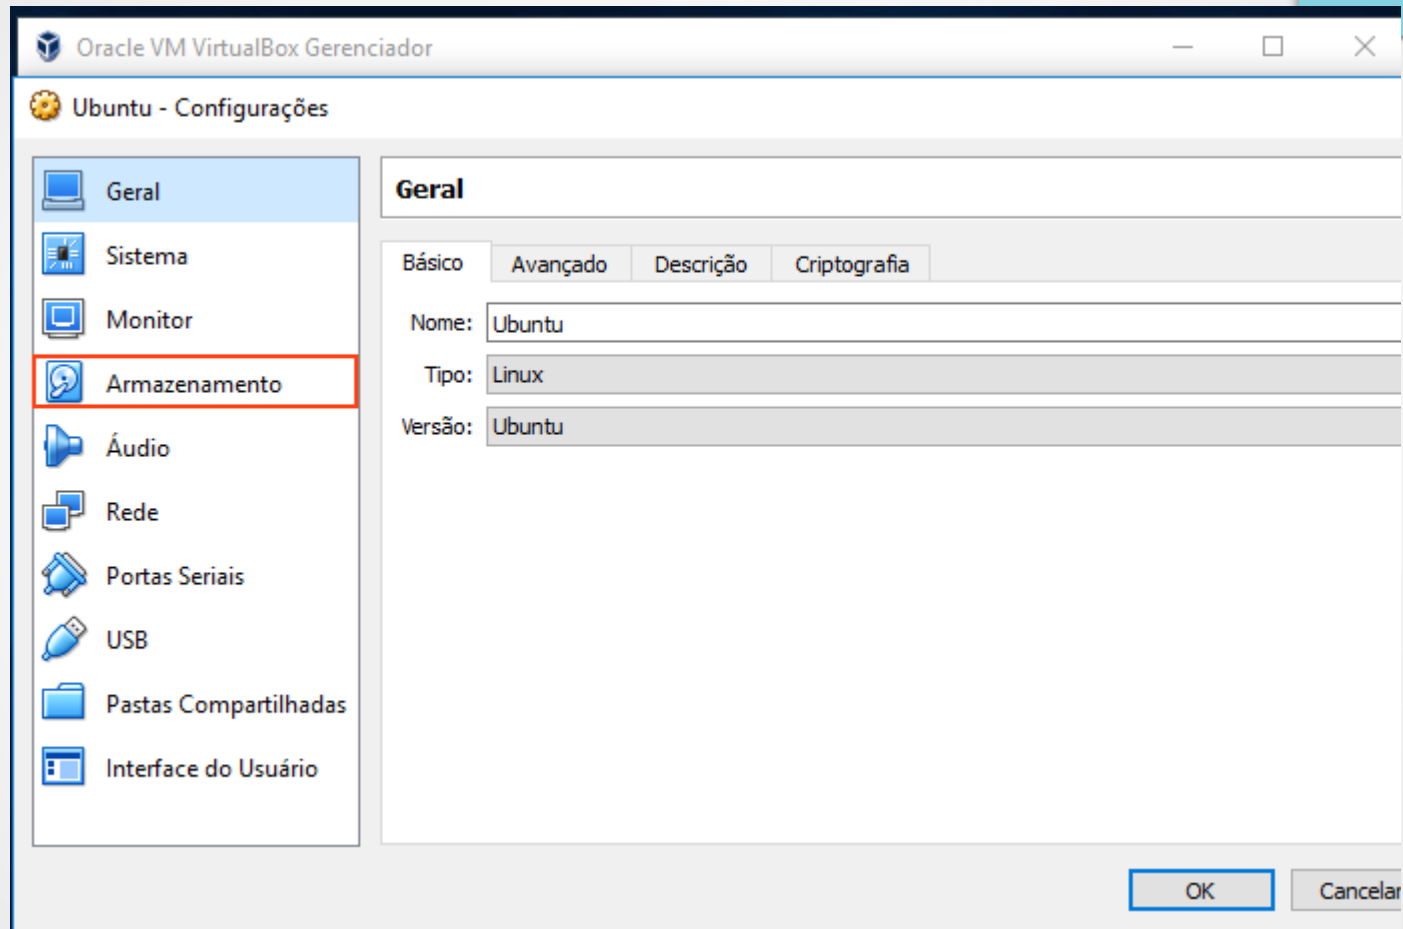 Oracle VM VirtualBox Gerenciador
Ubuntu - Configurações
Geral
Sistema
Monitor
Armazenamento
Áudio
Rede
Portas Seriais
USB
Pastas Compartilhadas
Interface do Usuário
Geral
Básico Avançado Descrição Criptografia
Nome: Ubuntu
Tipo: Linux
Versão: Ubuntu
OK Cancelar